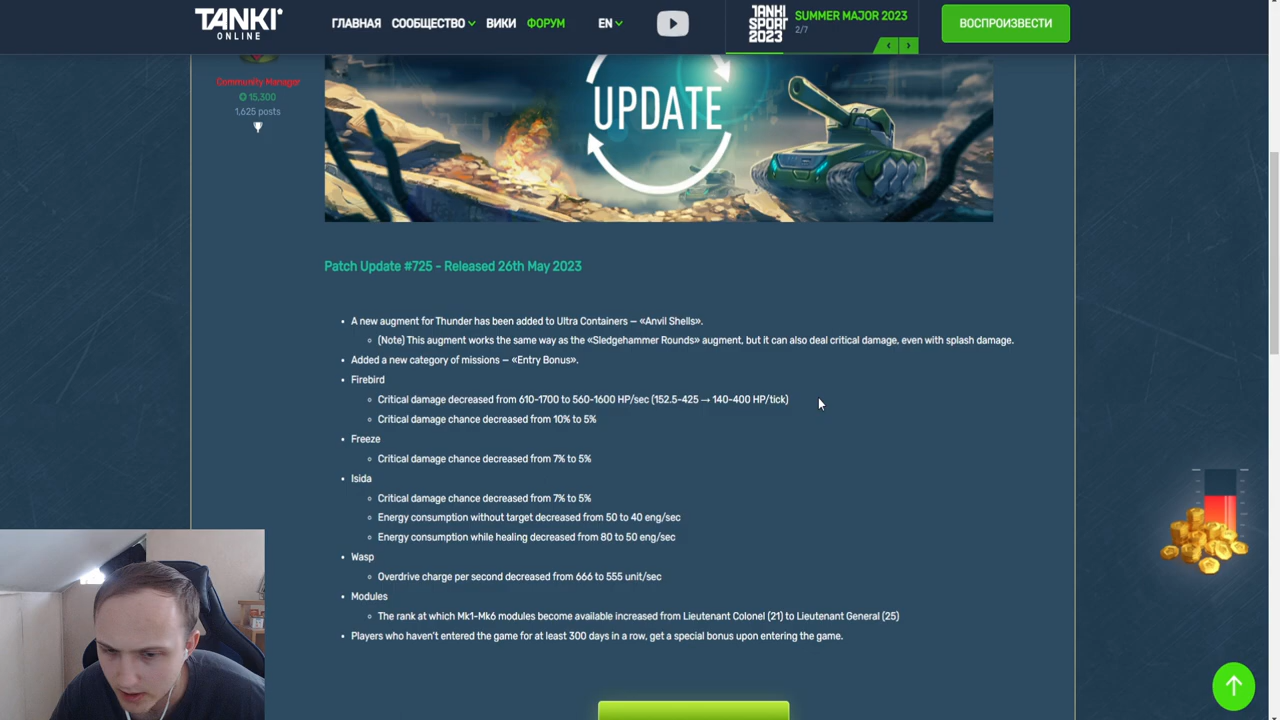 TANKI
ONLINE
ГЛАВНАЯ СООБЩЕСТВО ВИКИ ФОРУМ EN
TANKI
SPORT
2023
SUMMER MAJOR 2023
2/7
ВОСПРОИЗВЕСТИ
Community Manager
15,300
1,625 posts
UPDATE
Patch Update #725 - Released 26th May 2023
A new augment for Thunder has been added to Ultra Containers — «Anvil Shells».
(Note) This augment works the same way as the «Sledgehammer Rounds» augment, but it can also deal critical damage, even with splash damage.
Added a new category of missions — «Entry Bonus».
Firebird
Critical damage decreased from 610-1700 to 560-1600 HP/sec (152.5-425 → 140-400 HP/tick)
Critical damage chance decreased from 10% to 5%
Freeze
Critical damage chance decreased from 7% to 5%
Isida
Critical damage chance decreased from 7% to 5%
Energy consumption without target decreased from 50 to 40 eng/sec
Energy consumption while healing decreased from 80 to 50 eng/sec
Wasp
Overdrive charge per second decreased from 666 to 555 unit/sec
Modules
The rank at which Mk1-Mk6 modules become available increased from Lieutenant Colonel (21) to Lieutenant General (25)
Players who haven't entered the game for at least 300 days in a row, get a special bonus upon entering the game.